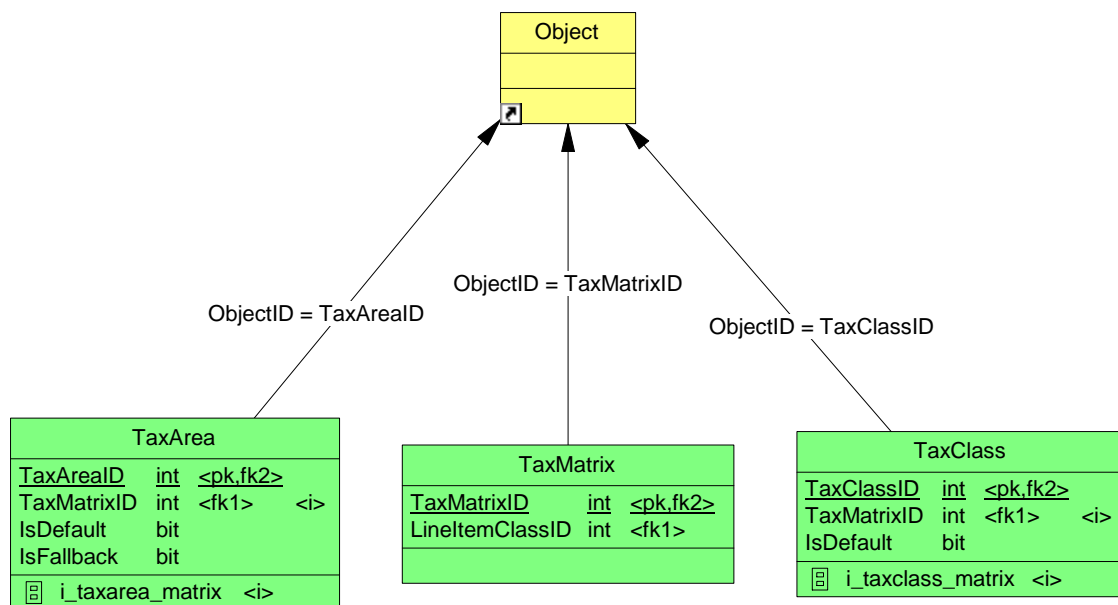 Object
ObjectID = TaxMatrixID
ObjectID = TaxAreaID
ObjectID = TaxClassID
TaxArea
TaxAreaID int <pk,fk2>
TaxMatrixID int <fk1> <i>
IsDefault bit
IsFallback bit
i_taxarea_matrix <i>
TaxMatrix
TaxMatrixID int <pk,fk2>
LineItemClassID int <fk1>
TaxClass
TaxClassID int <pk,fk2>
TaxMatrixID int <fk1> <i>
IsDefault bit
i_taxclass_matrix <i>